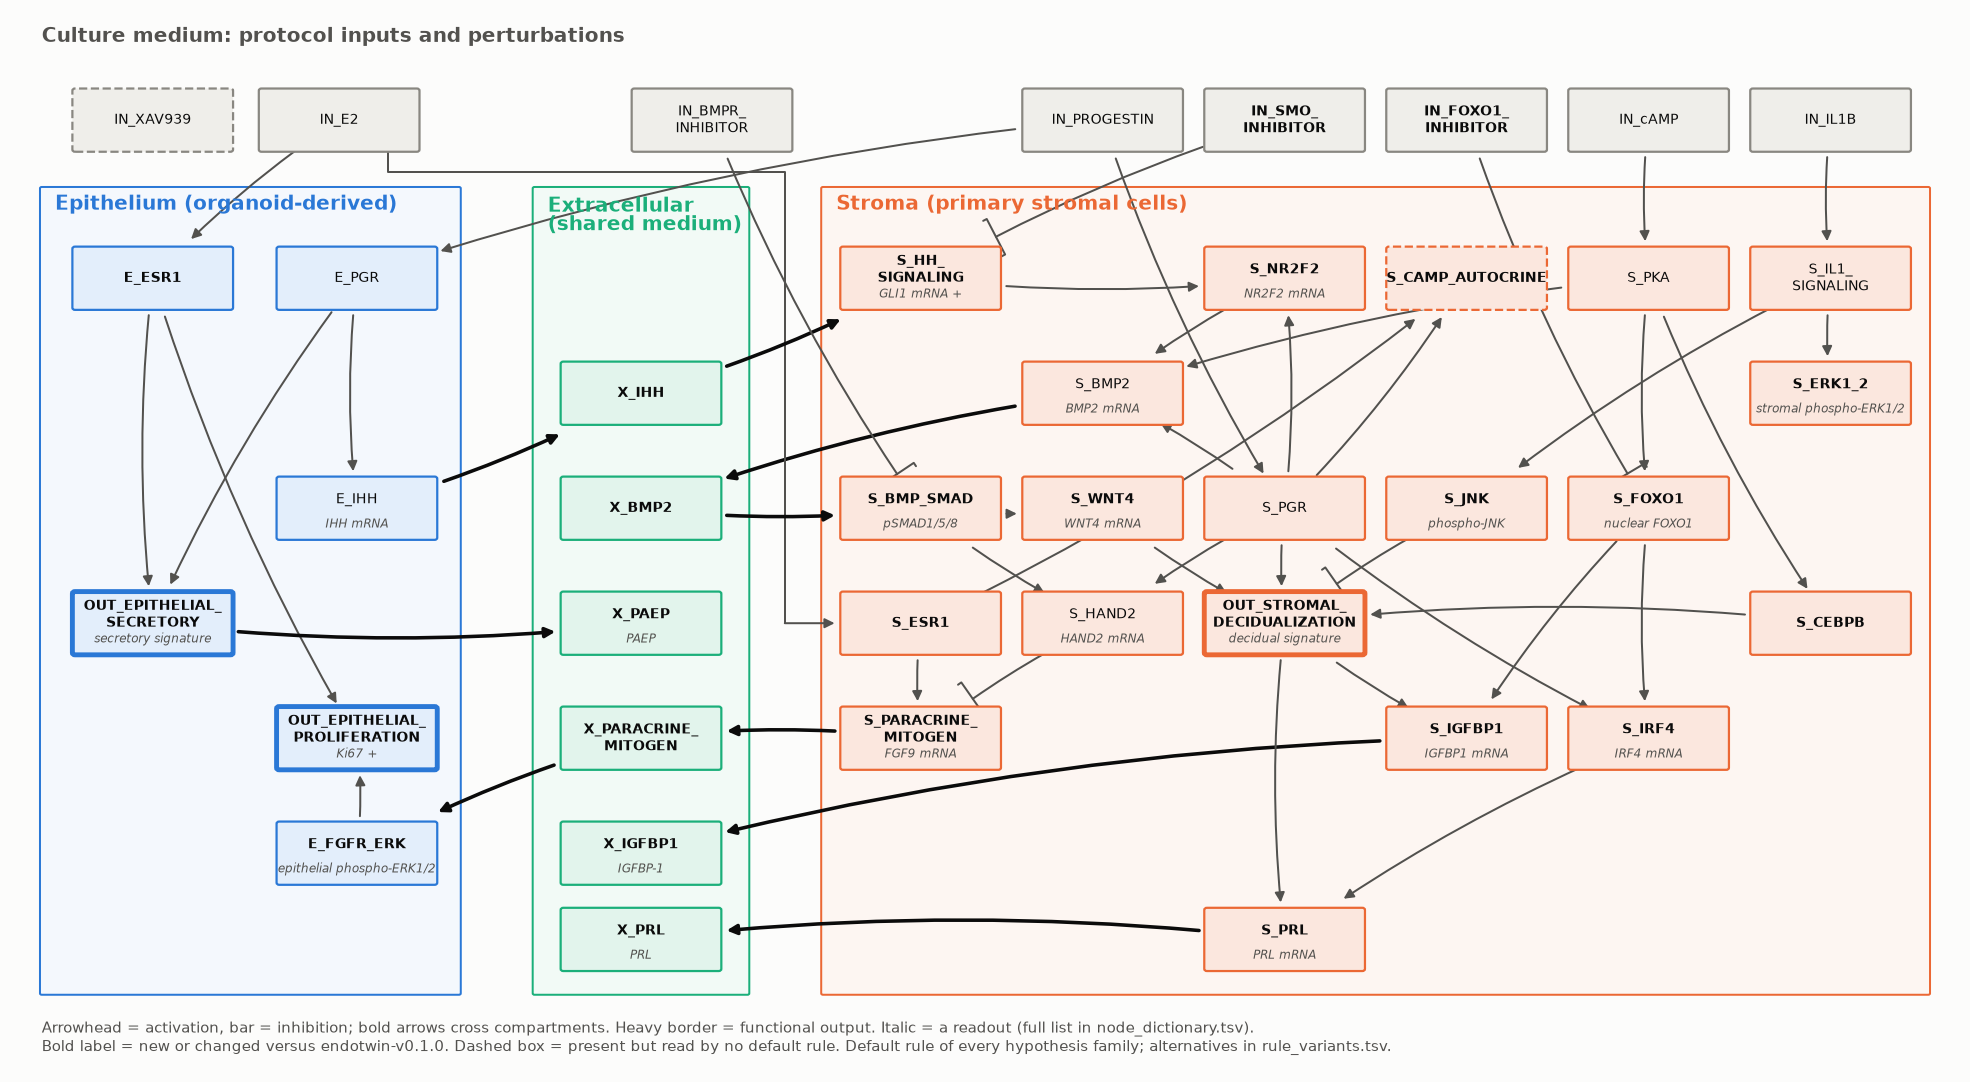 Culture medium: protocol inputs and perturbations
IN_XAV939
IN_E2
IN_BMPR_
INHIBITOR
IN_PROGESTIN
IN_SMO_
INHIBITOR
IN_FOXO1_
INHIBITOR
IN_cAMP
IN_IL1B
Epithelium (organoid-derived)
Extracellular
(shared medium)
Stroma (primary stromal cells)
E_ESR1
E_PGR
S_HH_
SIGNALING
GLI1 mRNA +
S_NR2F2
NR2F2 mRNA
S_CAMP_AUTOCRINE
S_PKA
S_IL1_
SIGNALING
X_IHH
S_BMP2
BMP2 mRNA
S_ERK1_2
stromal phospho-ERK1/2
E_IHH
IHH mRNA
X_BMP2
S_BMP_SMAD
pSMAD1/5/8
S_WNT4
WNT4 mRNA
S_PGR
S_JNK
phospho-JNK
S_FOXO1
nuclear FOXO1
OUT_EPITHELIAL_
SECRETORY
secretory signature
X_PAEP
PAEP
S_ESR1
S_HAND2
HAND2 mRNA
OUT_STROMAL_
DECIDUALIZATION
decidual signature
S_CEBPB
OUT_EPITHELIAL_
PROLIFERATION
Ki67 +
X_PARACRINE_
MITOGEN
S_PARACRINE_
MITOGEN
FGF9 mRNA
S_IGFBP1
IGFBP1 mRNA
S_IRF4
IRF4 mRNA
E_FGFR_ERK
epithelial phospho-ERK1/2
X_IGFBP1
IGFBP-1
X_PRL
PRL
S_PRL
PRL mRNA
Arrowhead = activation, bar = inhibition; bold arrows cross compartments. Heavy border = functional output. Italic = a readout (full list in node_dictionary.tsv).
Bold label = new or changed versus endotwin-v0.1.0. Dashed box = present but read by no default rule. Default rule of every hypothesis family; alternatives in rule_variants.tsv.